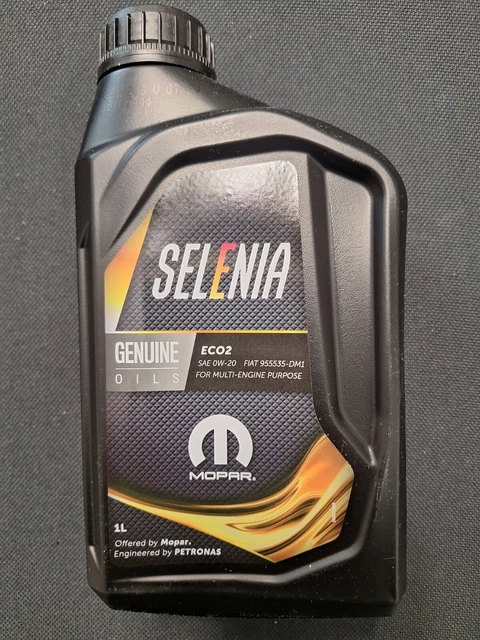 SELENIA
GENUINE
OILS
ECO2
SAE 0W-20 FIAT 955535-DM1
FOR MULTI-ENGINE PURPOSE
MOPAR®
1L
Offered by Mopar.
Engineered by PETRONAS